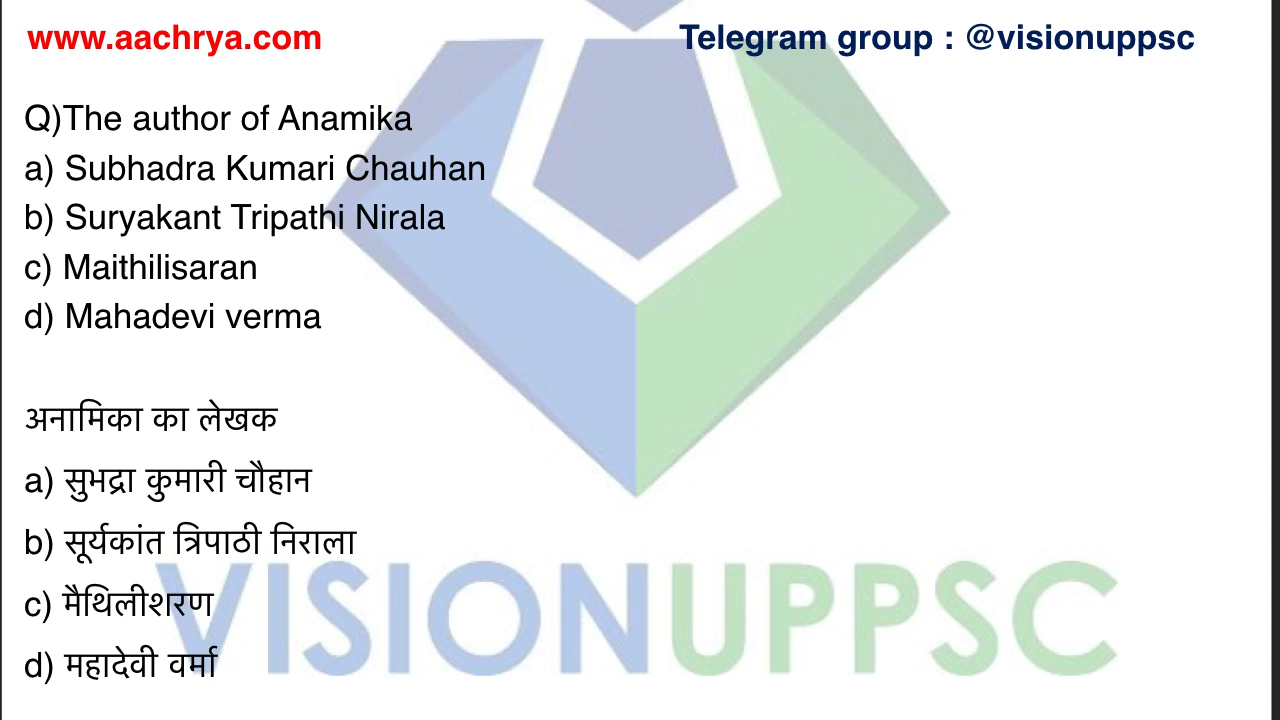 www.aachrya.com
Telegram group : @visionuppsc
Q)The author of Anamika
a) Subhadra Kumari Chauhan
b) Suryakant Tripathi Nirala
c) Maithilisaran
d) Mahadevi verma
अनामिका का लेखक
a) सुभद्रा कुमारी चौहान
b) सूर्यकांत त्रिपाठी निराला
c) मैथिलीशरण
d) महादेवी वर्मा
VISIONUPPSC